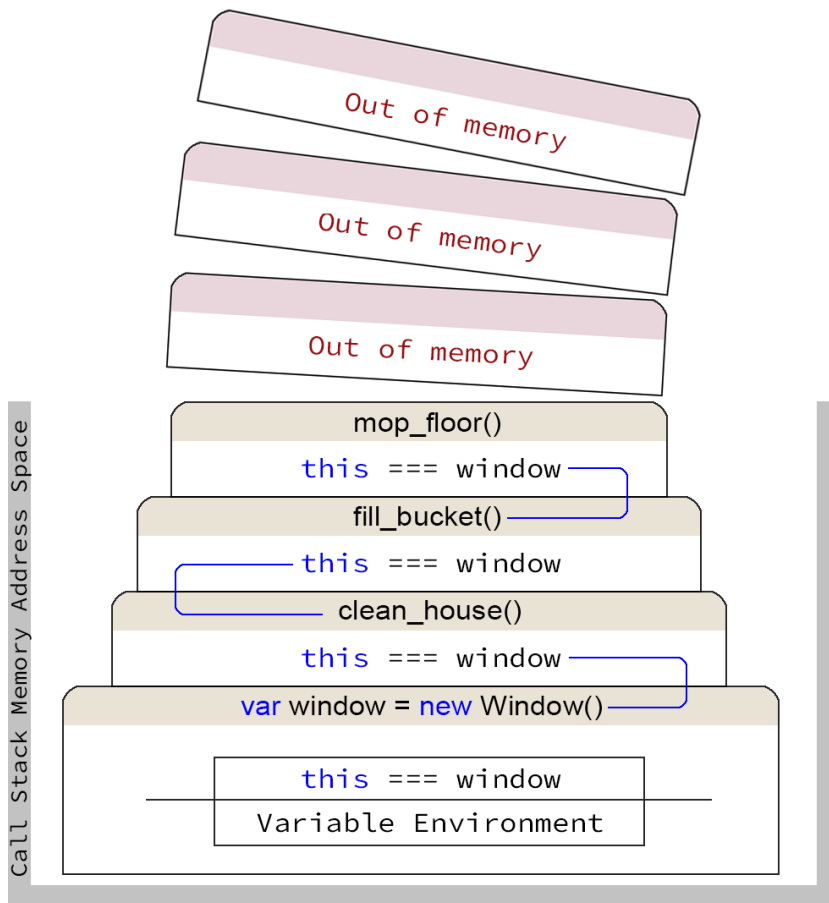 Out of memory
Out of memory
Out of memory
mop_floor()
this === window
fill_bucket()
this === window
clean_house()
this === window
var window = new Window()
this === window
Variable Environment
Call Stack Memory Address Space